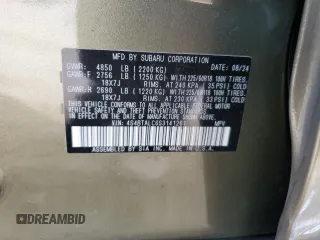 MFD. BY SUBARU CORPORATION 08/24
GVWR: 4850 LB (2200 KG)
GAWR:F 2756 LB (1250 KG) WITH 225/60R18 100H TIRES,
18X7J RIMS, AT 240 KPA (35 PSI) COLD
GAWR:R 2690 LB (1220 KG) WITH 225/60R18 100H TIRES,
18X7J RIMS, AT 230 KPA (33 PSI) COLD
THIS VEHICLE CONFORMS TO ALL APPLICABLE FEDERAL MOTOR
VEHICLE SAFETY, BUMPER, AND THEFT PREVENTION
STANDARDS IN EFFECT ON THE DATE OF MANUFACTURE
SHOWN ABOVE.
V.I.N.: MPV
ASSEMBLED BY SIA, INC. MADE IN U.S.A.
DREAMBID